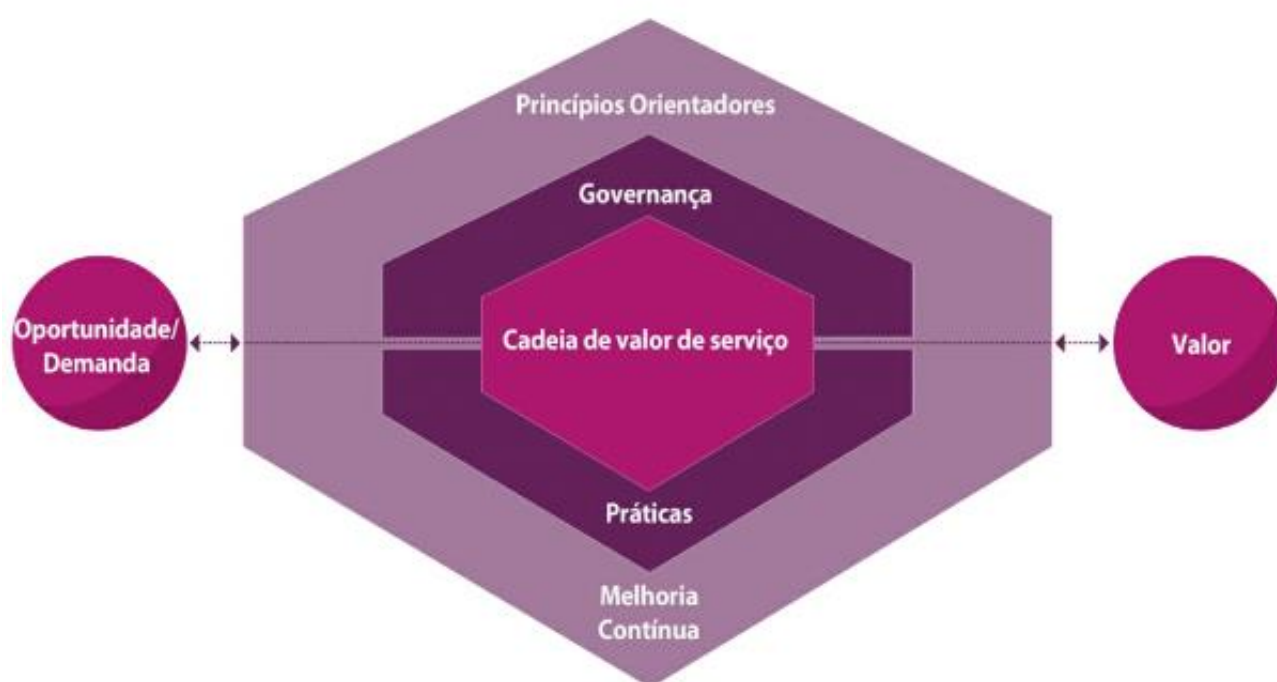 Princípios Orientadores
Governança
Oportunidade/
Demanda
Cadeia de valor de serviço
Valor
Práticas
Melhoria
Contínua